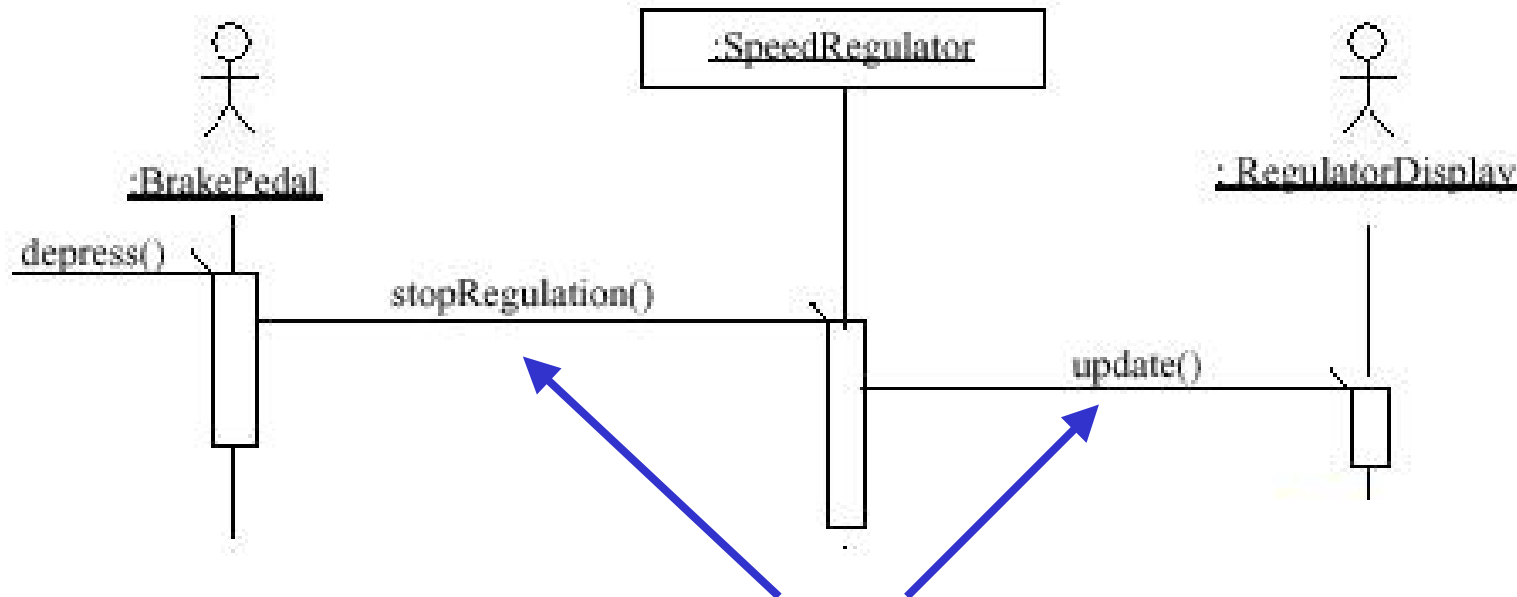 :SpeedRegulator
:BrakePedal
: RegulatorDisplay
depress()
stopRegulation()
update()